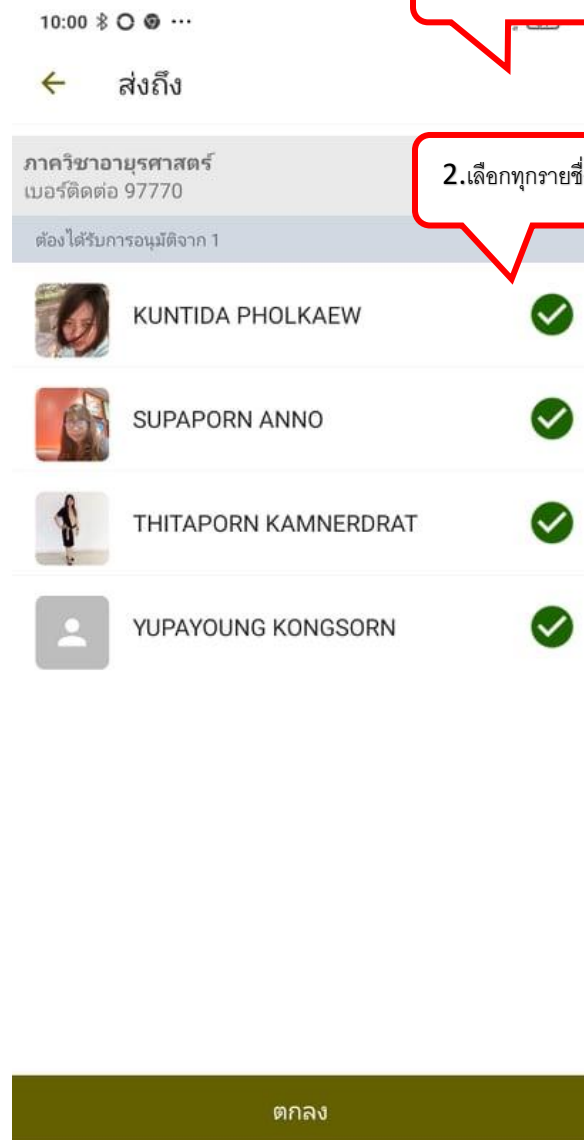 10:00
ส่งถึง
ภาควิชาอายุรศาสตร์
เบอร์ติดต่อ 97770
2.เลือกทุกรายชื่
ต้องได้รับการอนุมัติจาก 1
KUNTIDA PHOLKAEW
SUPAPORN ANNO
THITAPORN KAMNERDRAT
YUPAYOUNG KONGSORN
ตกลง